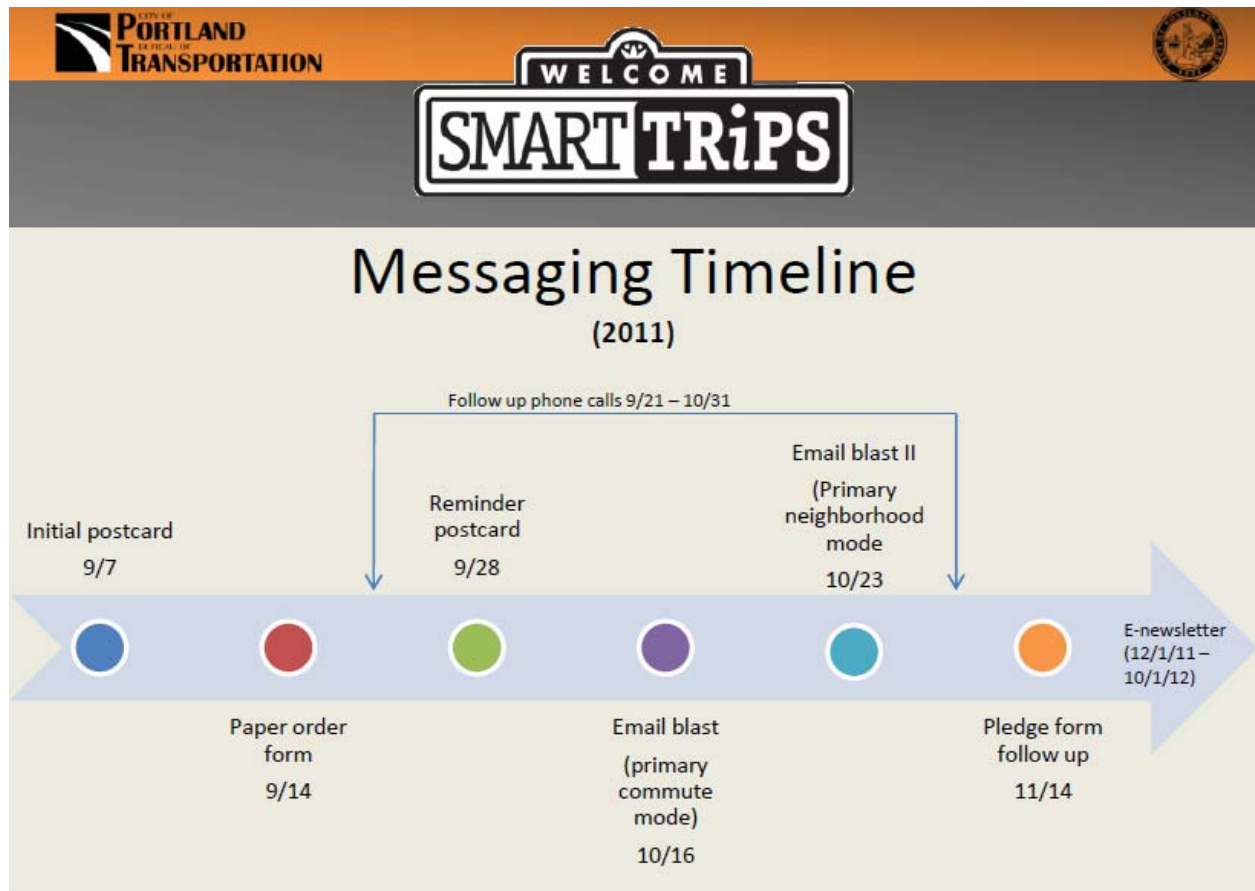 CITY OF
PORTLAND
BUREAU OF
TRANSPORTATION
WELCOME
SMART TRiPS
Messaging Timeline
(2011)
Follow up phone calls 9/21 – 10/31
Initial postcard
9/7
Paper order
form
9/14
Reminder
postcard
9/28
Email blast
(primary
commute
mode)
10/16
Email blast II
(Primary
neighborhood
mode
10/23
Pledge form
follow up
11/14
E-newsletter
(12/1/11 –
10/1/12)